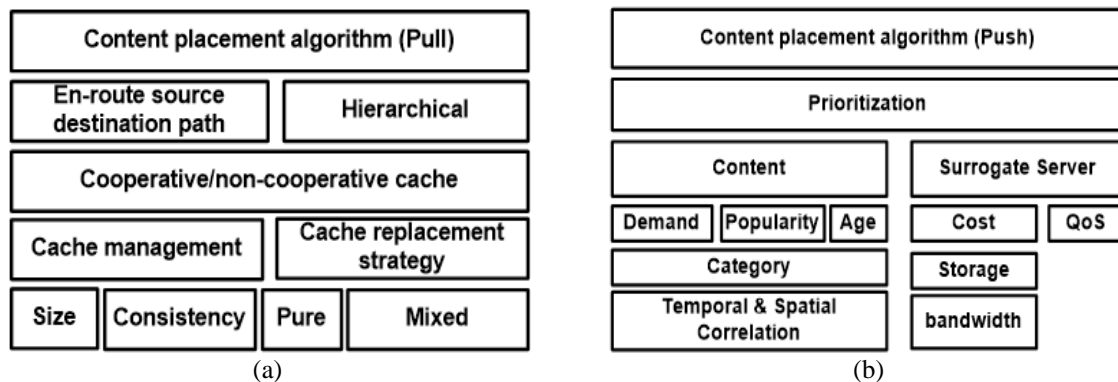 Content placement algorithm (Pull)
En-route source
destination path
Hierarchical
Cooperative/non-cooperative cache
Cache management
Cache replacement
strategy
Size
Consistency
Pure
Mixed
(a)
Content placement algorithm (Push)
Prioritization
Content
Surrogate Server
Demand
Popularity
Age
Cost
QoS
Category
Storage
Temporal & Spatial
Correlation
bandwidth
(b)